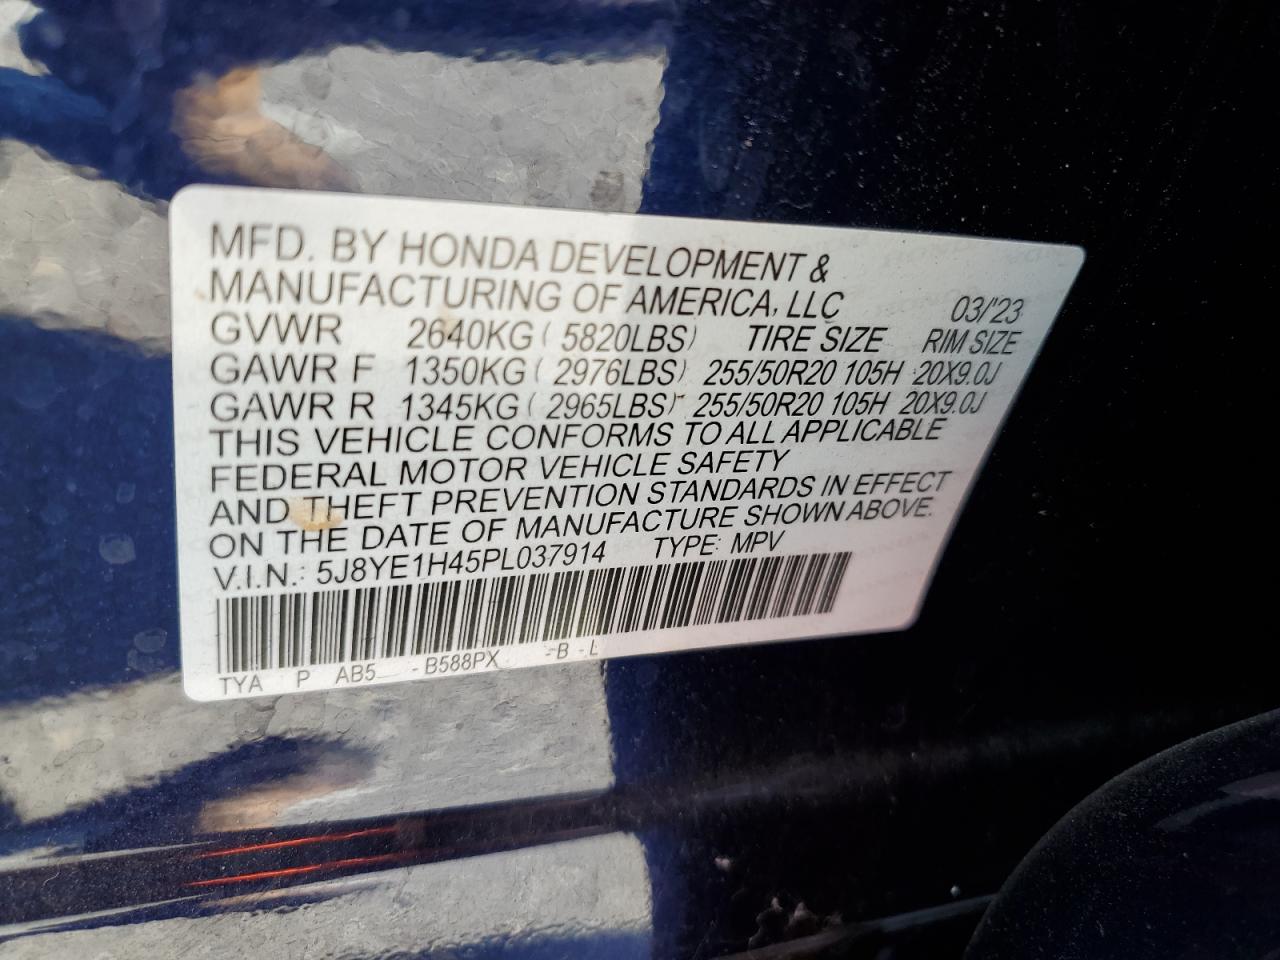 MFD. BY HONDA DEVELOPMENT &
MANUFACTURING OF AMERICA, LLC 03/'23
GVWR 2640KG ( 5820LBS) TIRE SIZE RIM SIZE
GAWR F 1350KG ( 2976LBS) 255/50R20 105H 20X9.0J
GAWR R 1345KG ( 2965LBS) 255/50R20 105H 20X9.0J
THIS VEHICLE CONFORMS TO ALL APPLICABLE
FEDERAL MOTOR VEHICLE SAFETY
AND THEFT PREVENTION STANDARDS IN EFFECT
ON THE DATE OF MANUFACTURE SHOWN ABOVE.
V.I.N.: 5J8YE1H45PL037914 TYPE: MPV
TYA P AB5 -B588PX -B -L